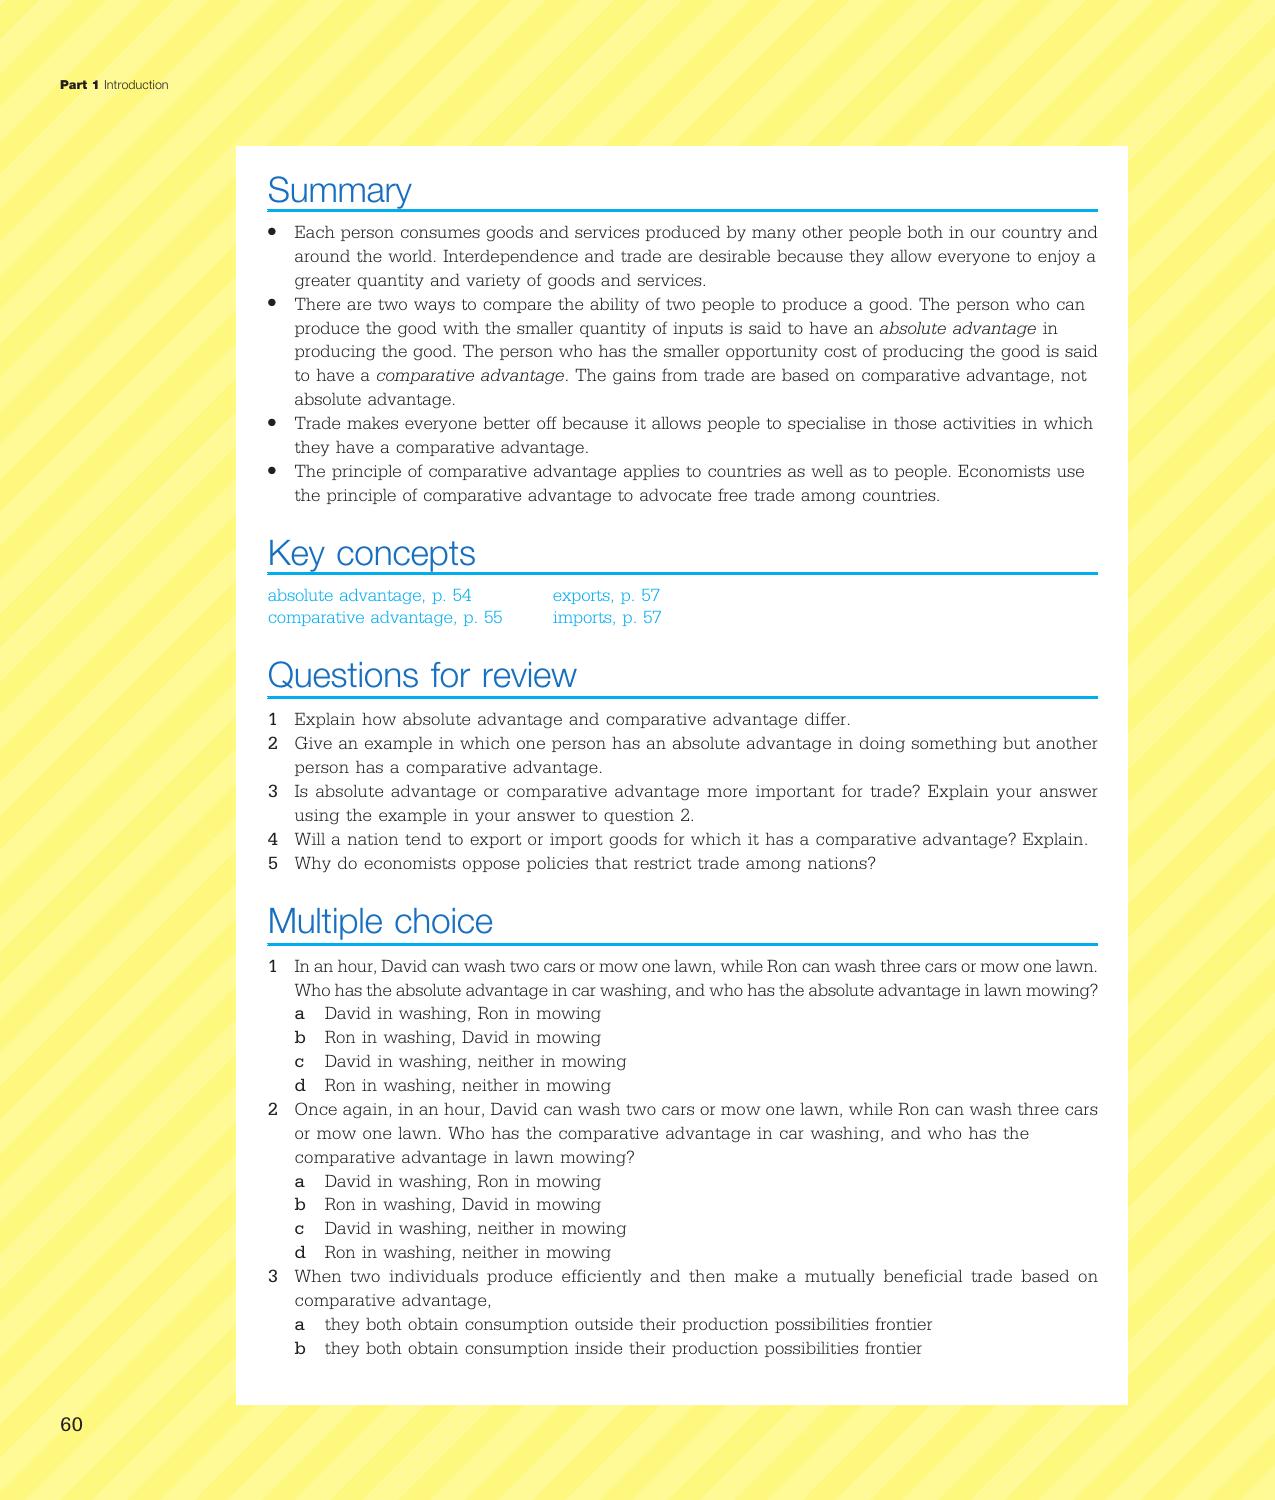 Part 1 Introduction
Summary
• Each person consumes goods and services produced by many other people both in our country and
around the world. Interdependence and trade are desirable because they allow everyone to enjoy a
greater quantity and variety of goods and services.
• There are two ways to compare the ability of two people to produce a good. The person who can
produce the good with the smaller quantity of inputs is said to have an absolute advantage in
producing the good. The person who has the smaller opportunity cost of producing the good is said
to have a comparative advantage. The gains from trade are based on comparative advantage, not
absolute advantage.
• Trade makes everyone better off because it allows people to specialise in those activities in which
they have a comparative advantage.
• The principle of comparative advantage applies to countries as well as to people. Economists use
the principle of comparative advantage to advocate free trade among countries.
Key concepts
absolute advantage, p. 54
comparative advantage, p. 55
exports, p. 57
imports, p. 57
Questions for review
1 Explain how absolute advantage and comparative advantage differ.
2 Give an example in which one person has an absolute advantage in doing something but another
person has a comparative advantage.
3 Is absolute advantage or comparative advantage more important for trade? Explain your answer
using the example in your answer to question 2.
4 Will a nation tend to export or import goods for which it has a comparative advantage? Explain.
5 Why do economists oppose policies that restrict trade among nations?
Multiple choice
1 In an hour, David can wash two cars or mow one lawn, while Ron can wash three cars or mow one lawn.
Who has the absolute advantage in car washing, and who has the absolute advantage in lawn mowing?
a David in washing, Ron in mowing
b Ron in washing, David in mowing
c David in washing, neither in mowing
d Ron in washing, neither in mowing
2 Once again, in an hour, David can wash two cars or mow one lawn, while Ron can wash three cars
or mow one lawn. Who has the comparative advantage in car washing, and who has the
comparative advantage in lawn mowing?
a David in washing, Ron in mowing
b Ron in washing, David in mowing
c David in washing, neither in mowing
d Ron in washing, neither in mowing
3 When two individuals produce efficiently and then make a mutually beneficial trade based on
comparative advantage,
a they both obtain consumption outside their production possibilities frontier
b they both obtain consumption inside their production possibilities frontier
60